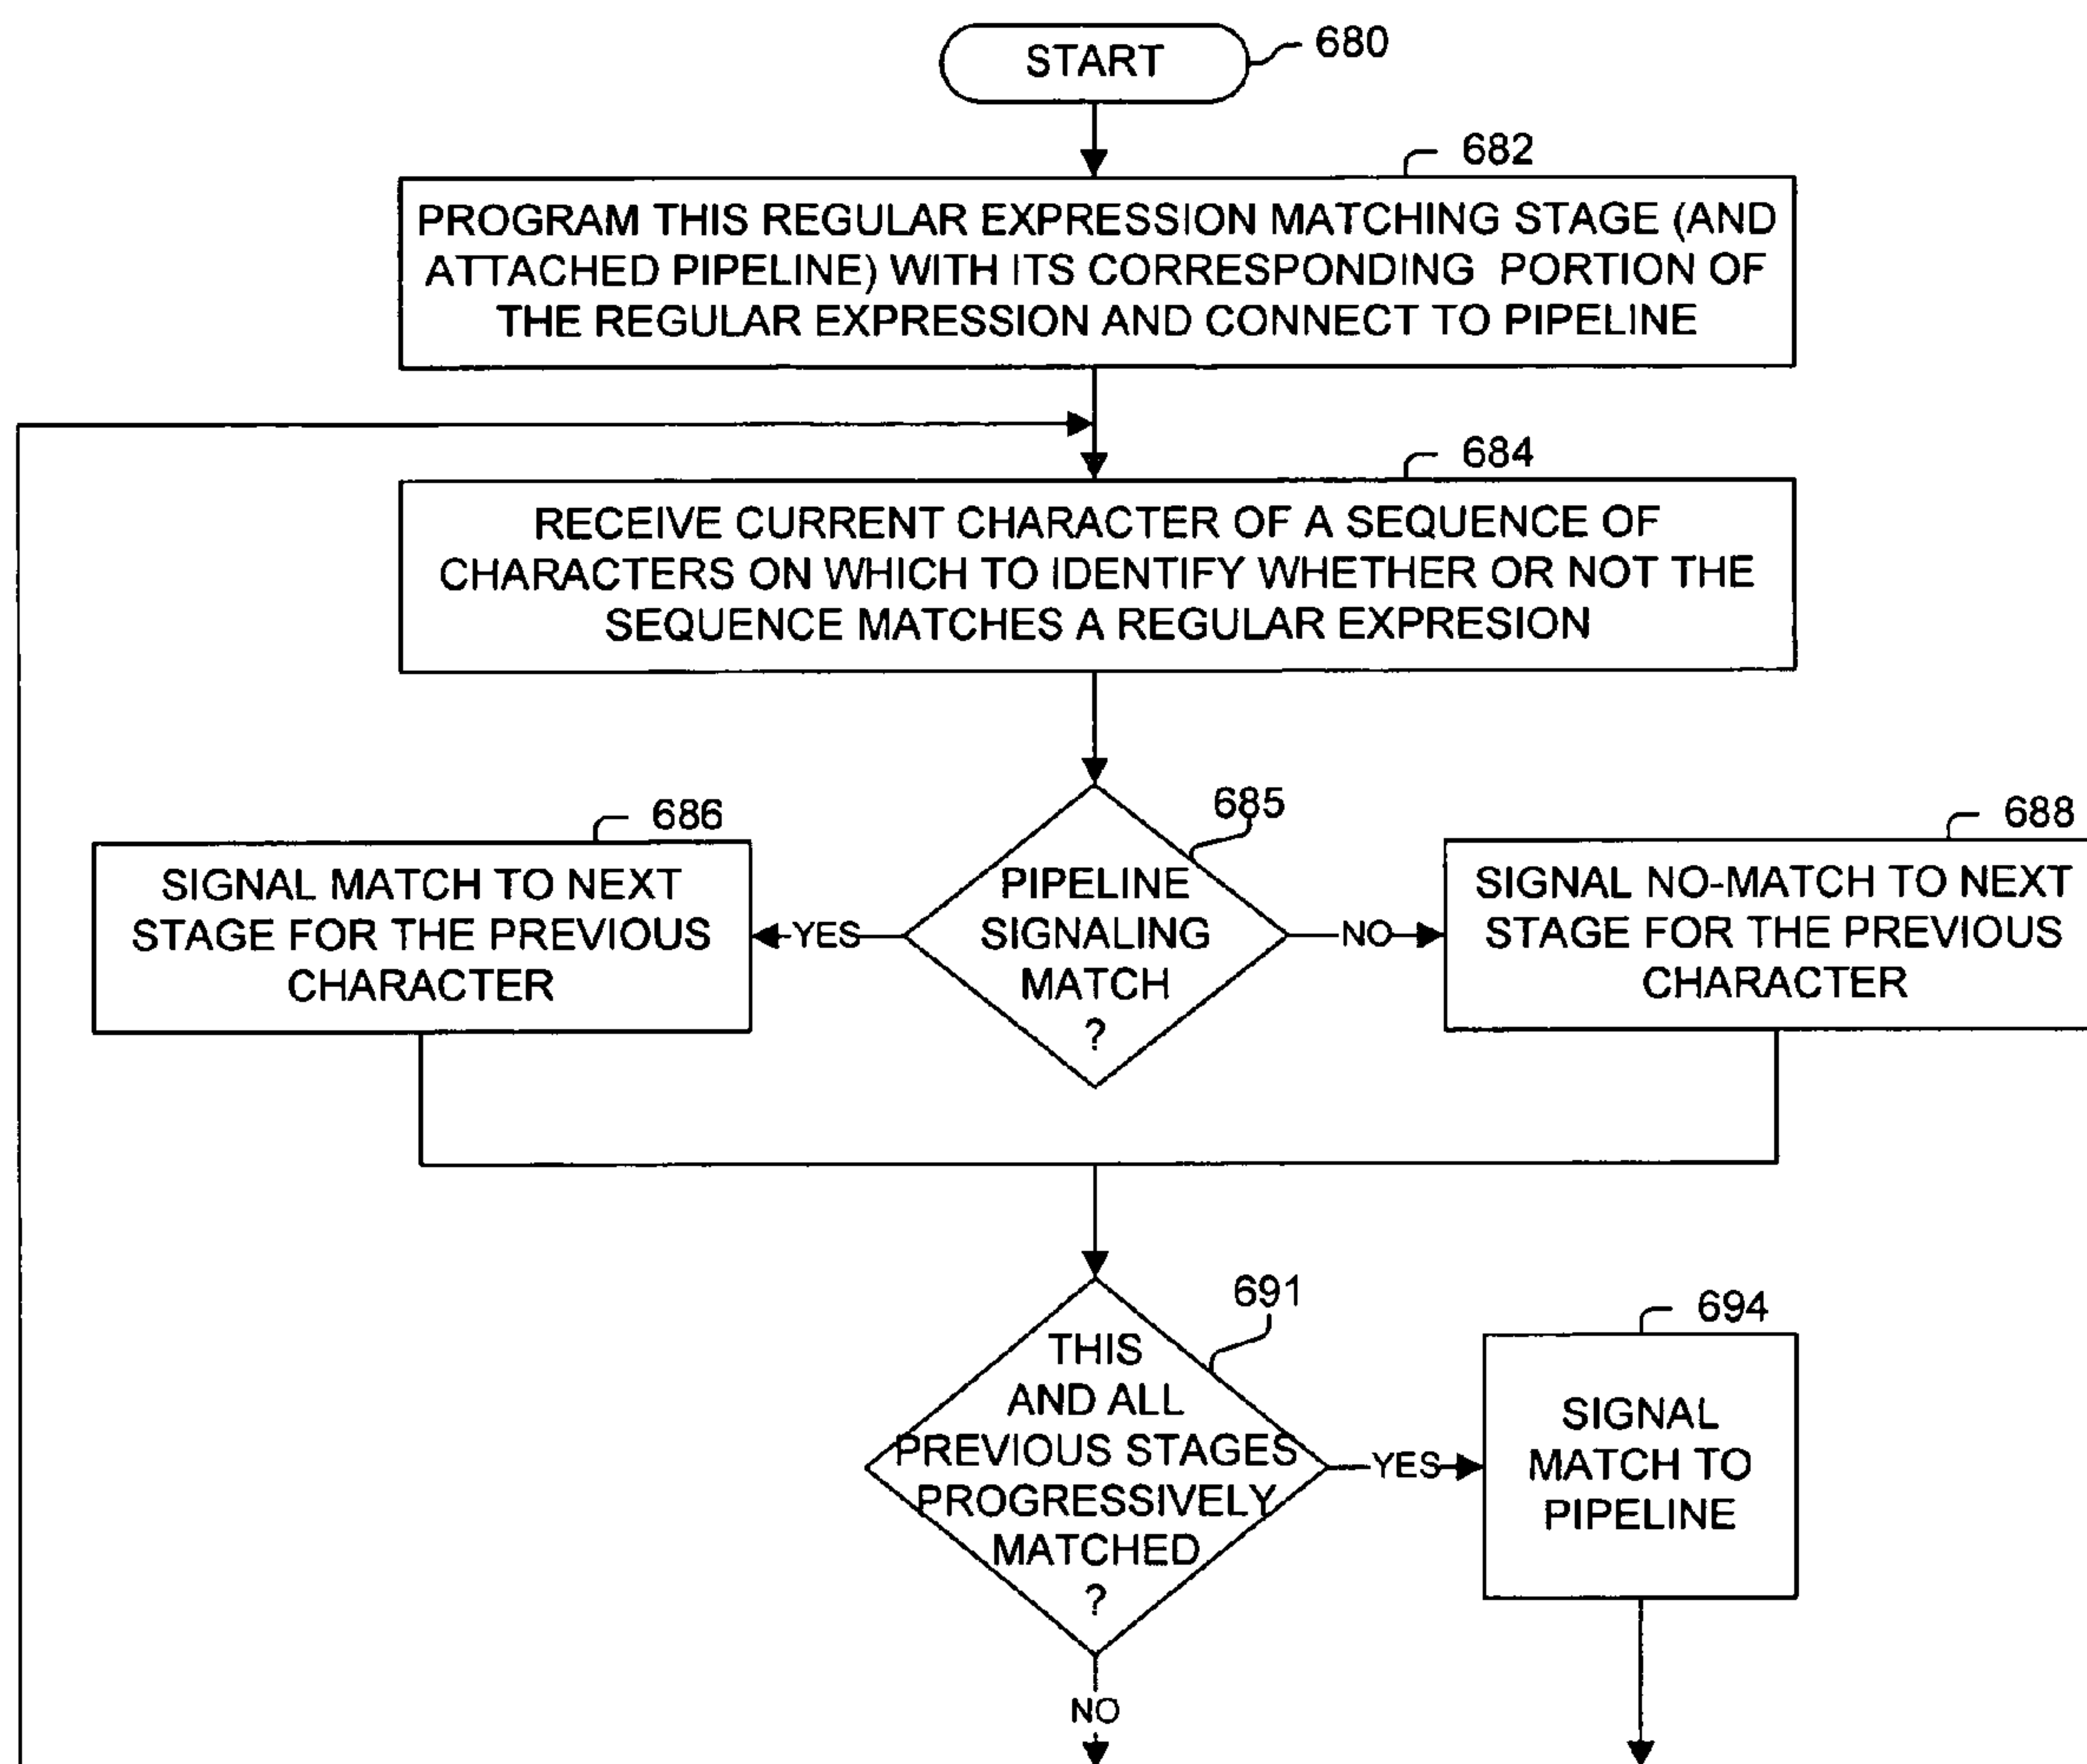 START
680
682
PROGRAM THIS REGULAR EXPRESSION MATCHING STAGE (AND
ATTACHED PIPELINE) WITH ITS CORRESPONDING PORTION OF
THE REGULAR EXPRESSION AND CONNECT TO PIPELINE
684
RECEIVE CURRENT CHARACTER OF A SEQUENCE OF
CHARACTERS ON WHICH TO IDENTIFY WHETHER OR NOT THE
SEQUENCE MATCHES A REGULAR EXPRESION
686
SIGNAL MATCH TO NEXT
STAGE FOR THE PREVIOUS
CHARACTER
YES
685
PIPELINE
SIGNALING
MATCH
?
NO
688
SIGNAL NO-MATCH TO NEXT
STAGE FOR THE PREVIOUS
CHARACTER
691
THIS
AND ALL
PREVIOUS STAGES
PROGRESSIVELY
MATCHED
?
YES
694
SIGNAL
MATCH TO
PIPELINE
NO